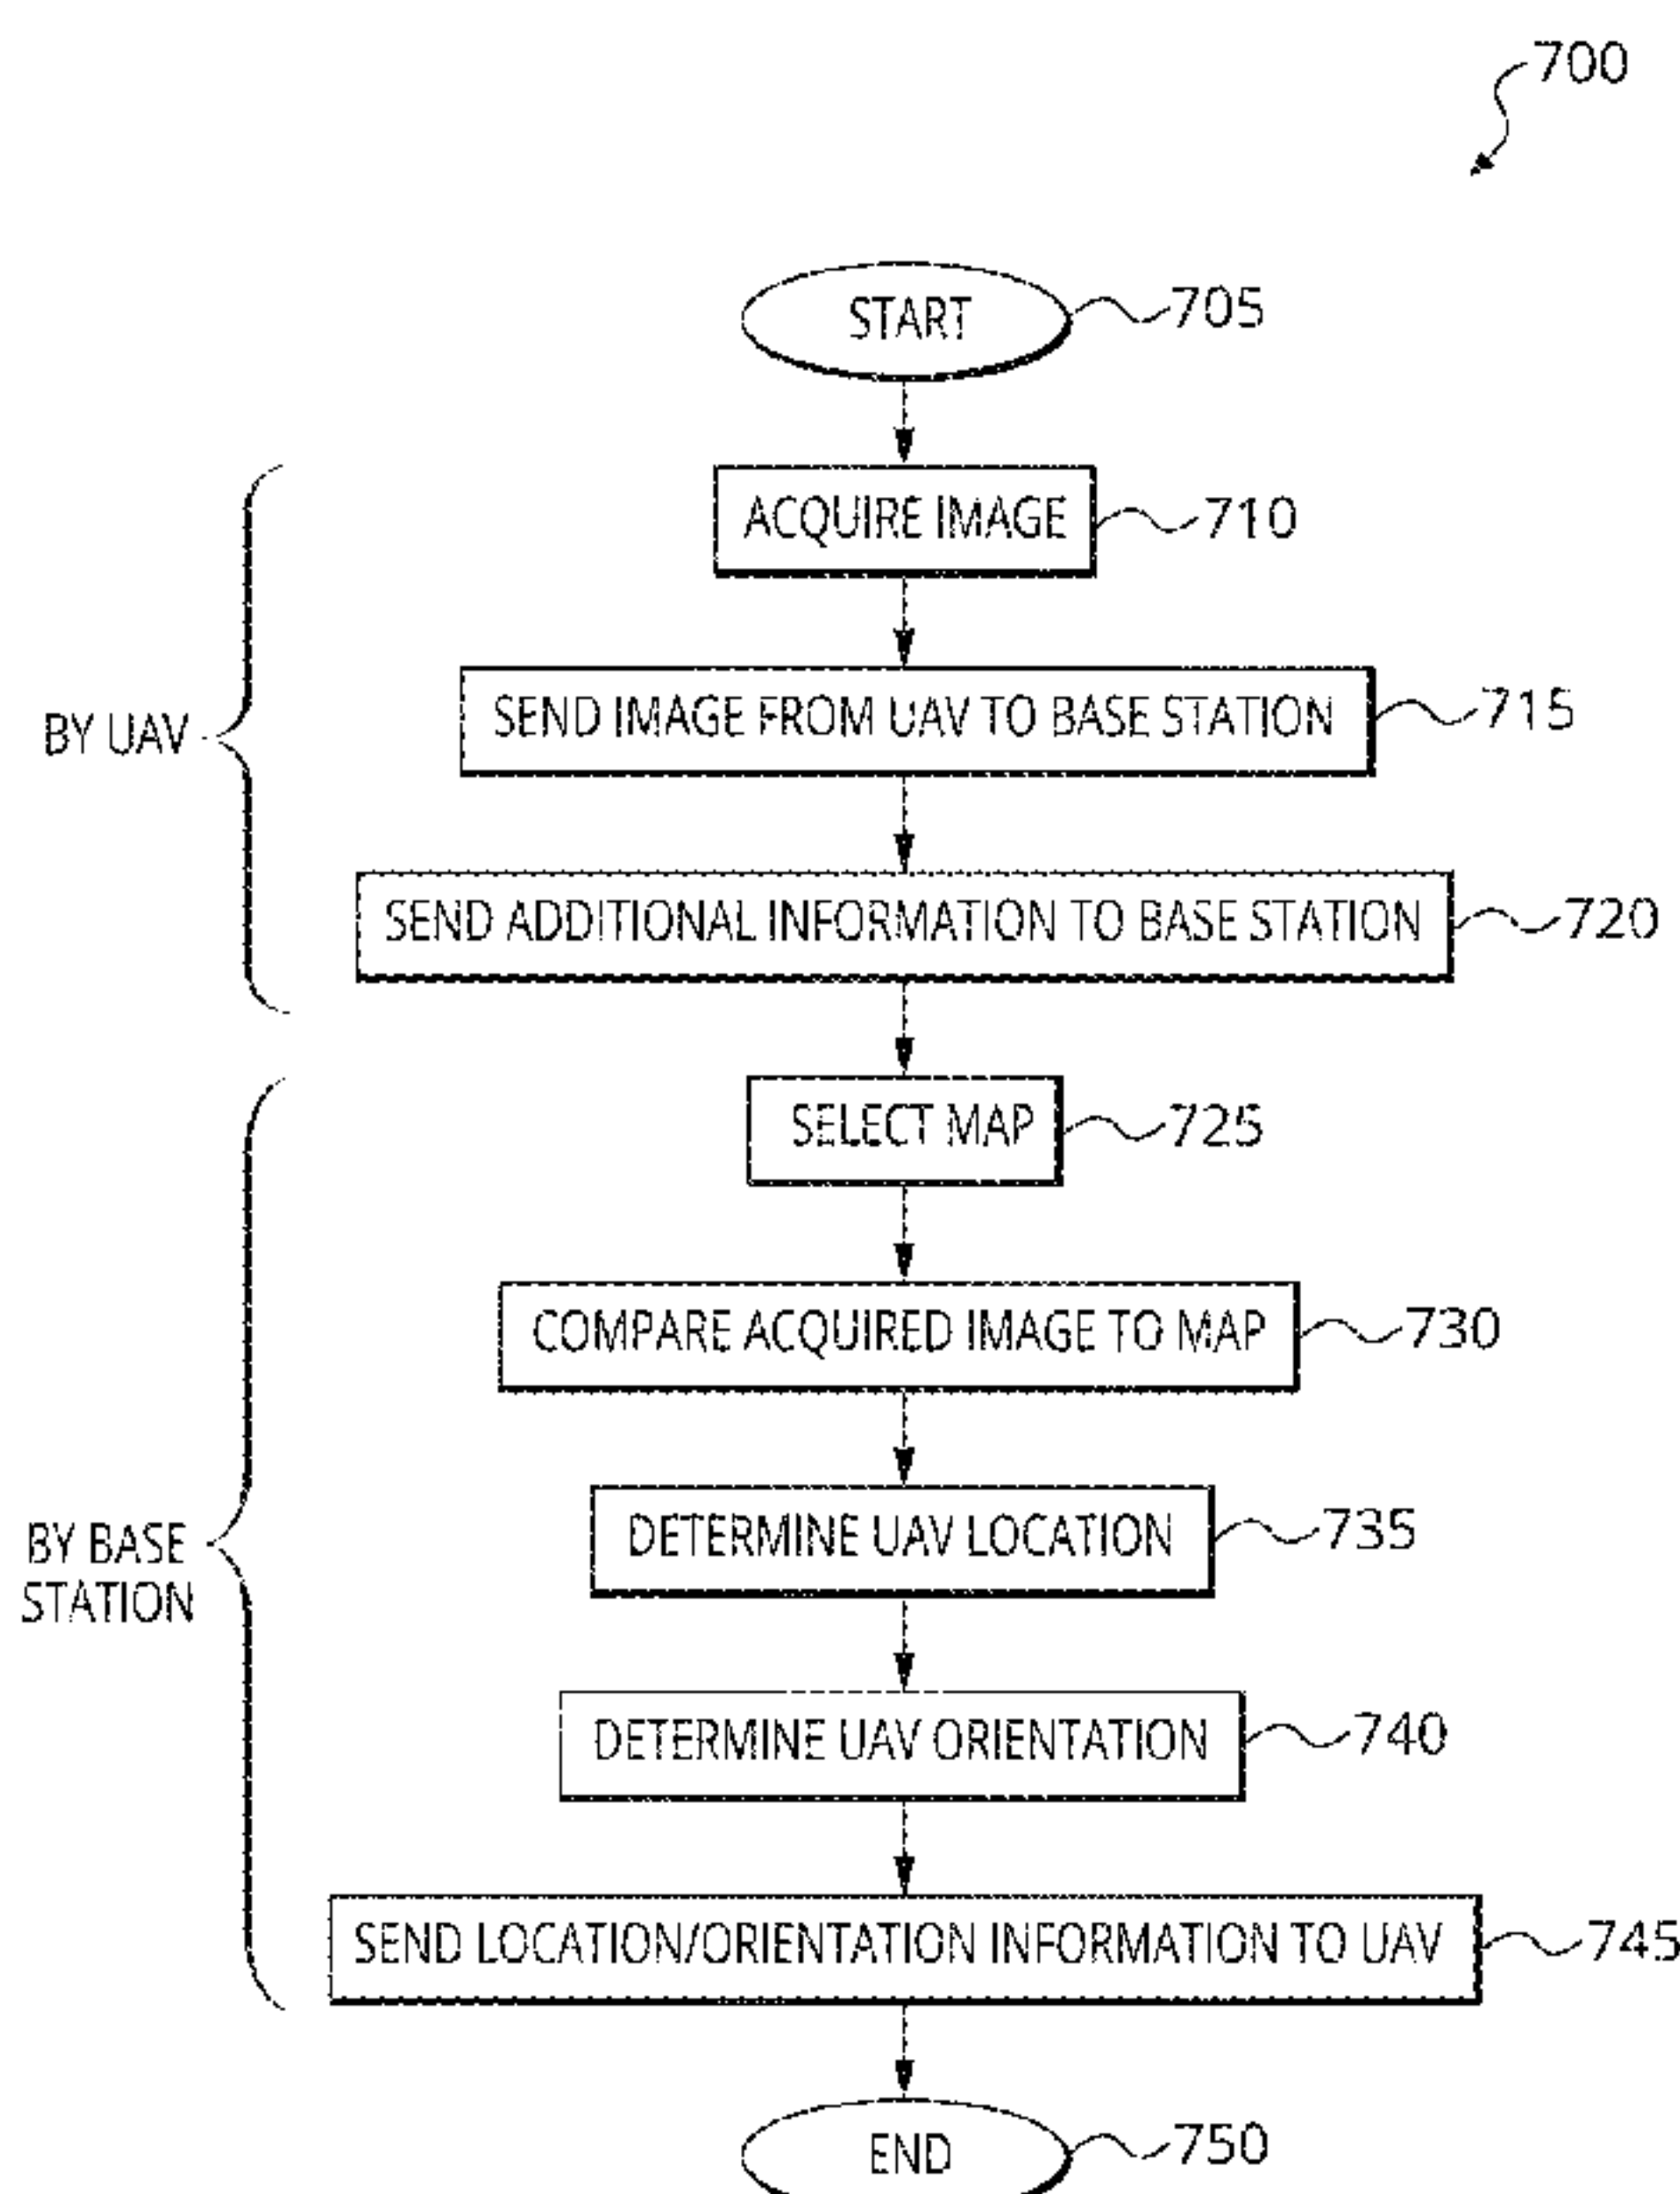 700
START 705
ACQUIRE IMAGE 710
SEND IMAGE FROM UAV TO BASE STATION 715
BY UAV
SEND ADDITIONAL INFORMATION TO BASE STATION 720
SELECT MAP 725
COMPARE ACQUIRED IMAGE TO MAP 730
DETERMINE UAV LOCATION 735
BY BASE
STATION
DETERMINE UAV ORIENTATION 740
SEND LOCATION/ORIENTATION INFORMATION TO UAV 745
END 750